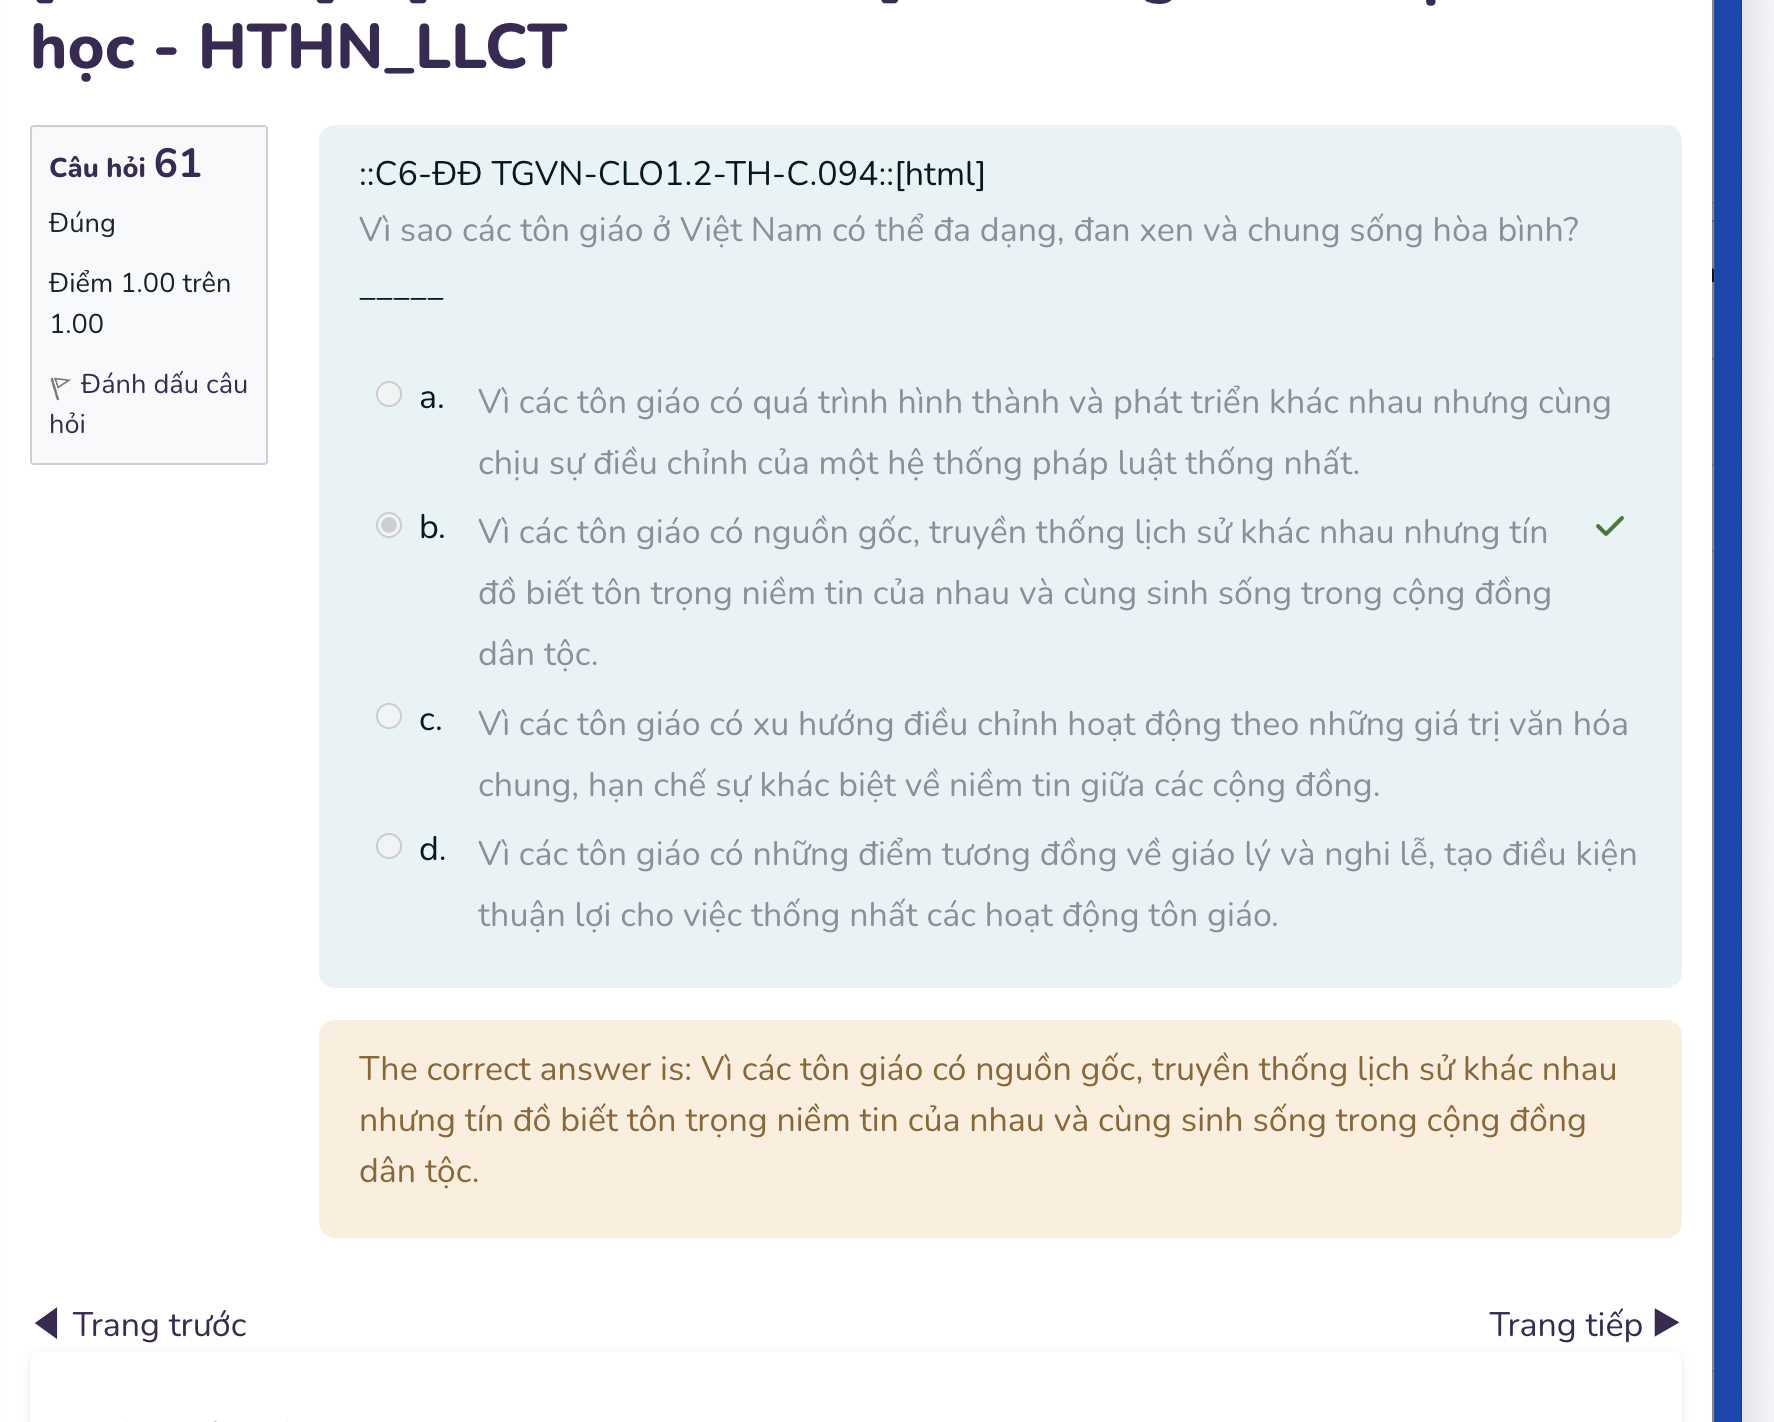 học - HTHN_LLCT
Câu hỏi 61
Đúng
Điểm 1.00 trên
1.00
Đánh dấu câu
hỏi
::C6-ĐĐ TGVN-CLO1.2-TH-C.094::[html]
Vì sao các tôn giáo ở Việt Nam có thể đa dạng, đan xen và chung sống hòa bình?
_____
a. Vì các tôn giáo có quá trình hình thành và phát triển khác nhau nhưng cùng
chịu sự điều chỉnh của một hệ thống pháp luật thống nhất.
b. Vì các tôn giáo có nguồn gốc, truyền thống lịch sử khác nhau nhưng tín
đồ biết tôn trọng niềm tin của nhau và cùng sinh sống trong cộng đồng
dân tộc.
c. Vì các tôn giáo có xu hướng điều chỉnh hoạt động theo những giá trị văn hóa
chung, hạn chế sự khác biệt về niềm tin giữa các cộng đồng.
d. Vì các tôn giáo có những điểm tương đồng về giáo lý và nghi lễ, tạo điều kiện
thuận lợi cho việc thống nhất các hoạt động tôn giáo.
The correct answer is: Vì các tôn giáo có nguồn gốc, truyền thống lịch sử khác nhau
nhưng tín đồ biết tôn trọng niềm tin của nhau và cùng sinh sống trong cộng đồng
dân tộc.
Trang trước
Trang tiếp